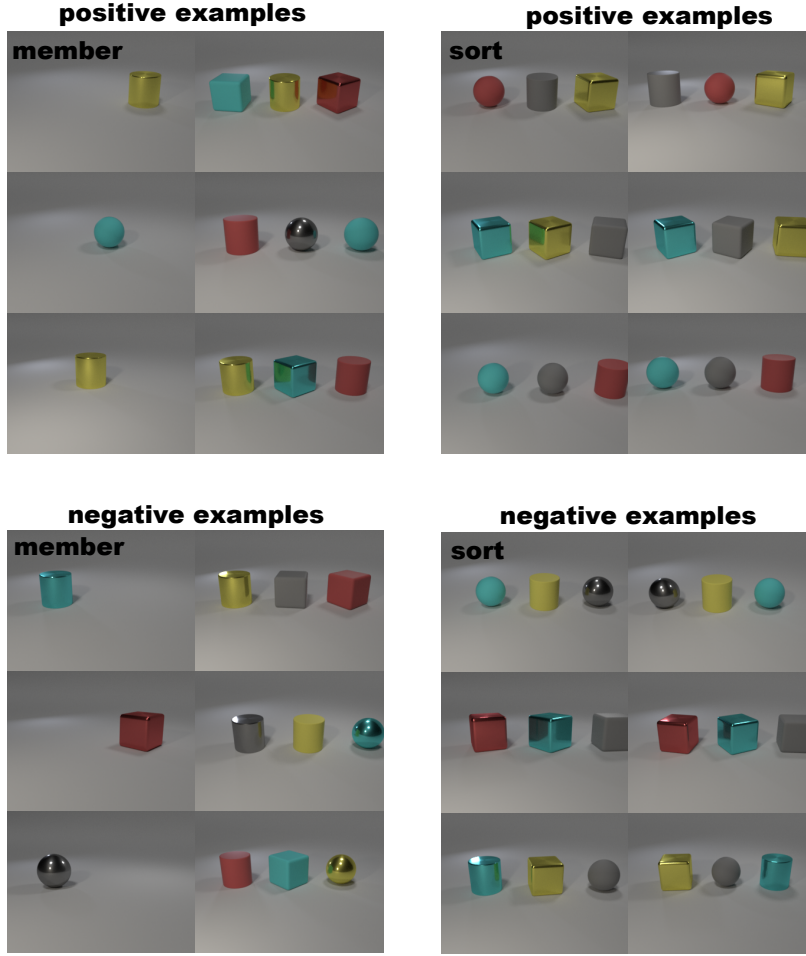 positive examples
member
positive examples
sort
negative examples
member
negative examples
sort